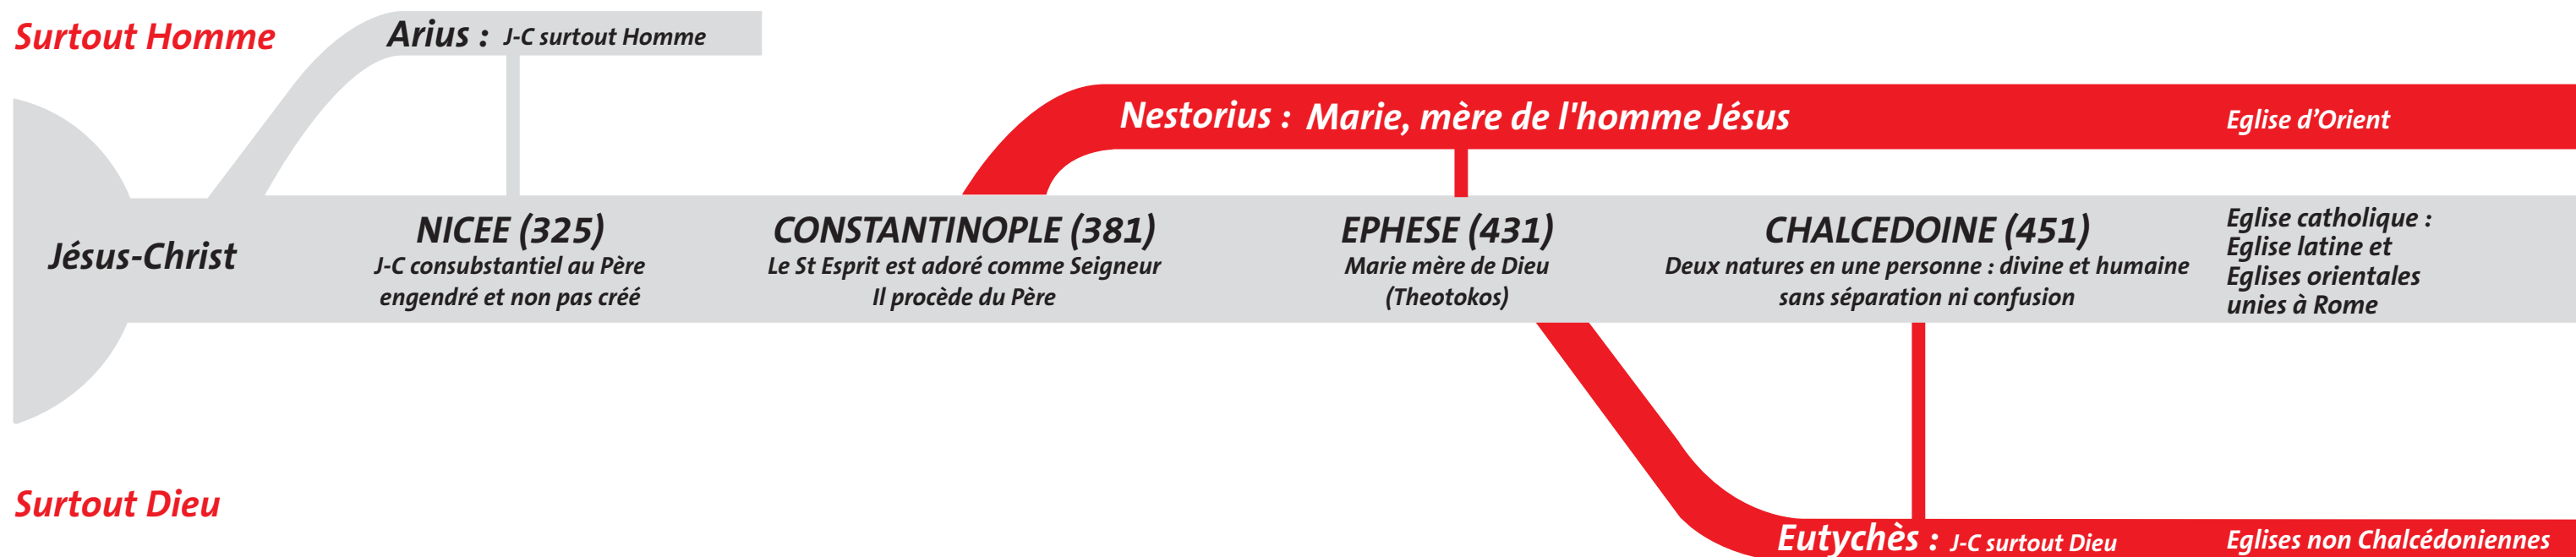 Surtout Homme
Arius : J-C surtout Homme
Nestorius : Marie, mère de l'homme Jésus
Eglise d’Orient
Jésus-Christ
NICEE (325)
J-C consubstantiel au Père
engendré et non pas créé
CONSTANTINOPLE (381)
Le St Esprit est adoré comme Seigneur
Il procède du Père
EPHESE (431)
Marie mère de Dieu
(Theotokos)
CHALCEDOINE (451)
Deux natures en une personne : divine et humaine
sans séparation ni confusion
Eglise catholique :
Eglise latine et
Eglises orientales
unies à Rome
Surtout Dieu
Eutychès : J-C surtout Dieu
Eglises non Chalcédoniennes